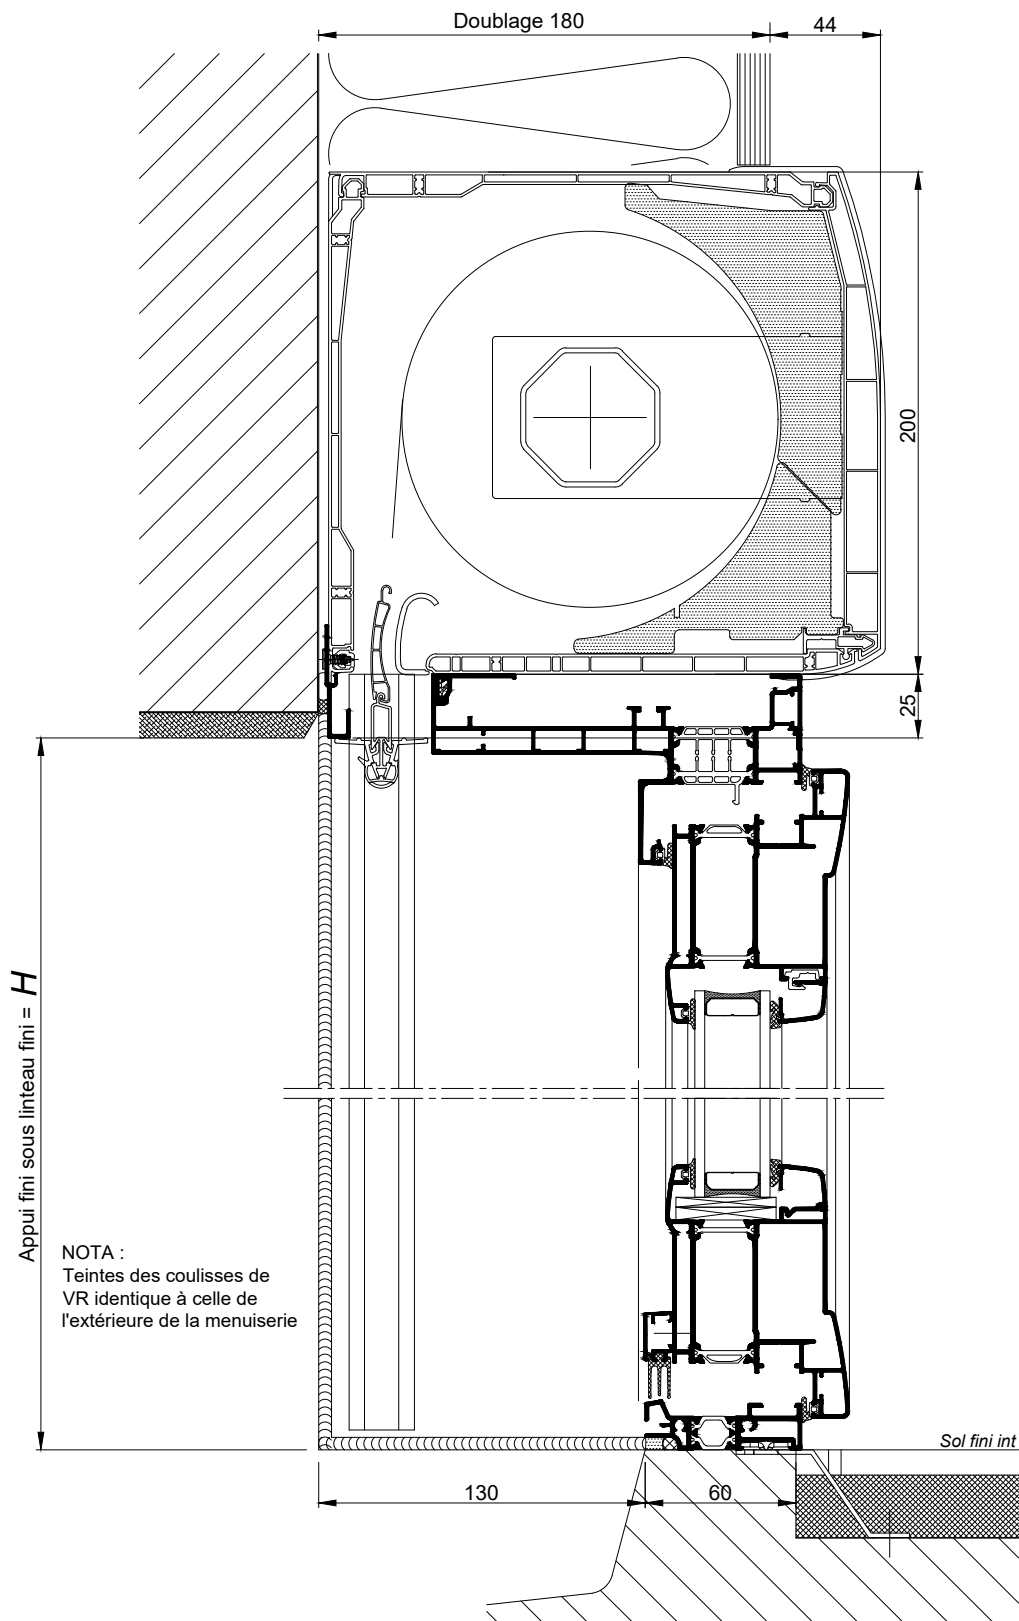 Doublage 180
44
200
25
Appui fini sous linteau fini = H
NOTA :
Teintes des coulisses de
VR identique à celle de
l'extérieure de la menuiserie
Sol fini int
130
60